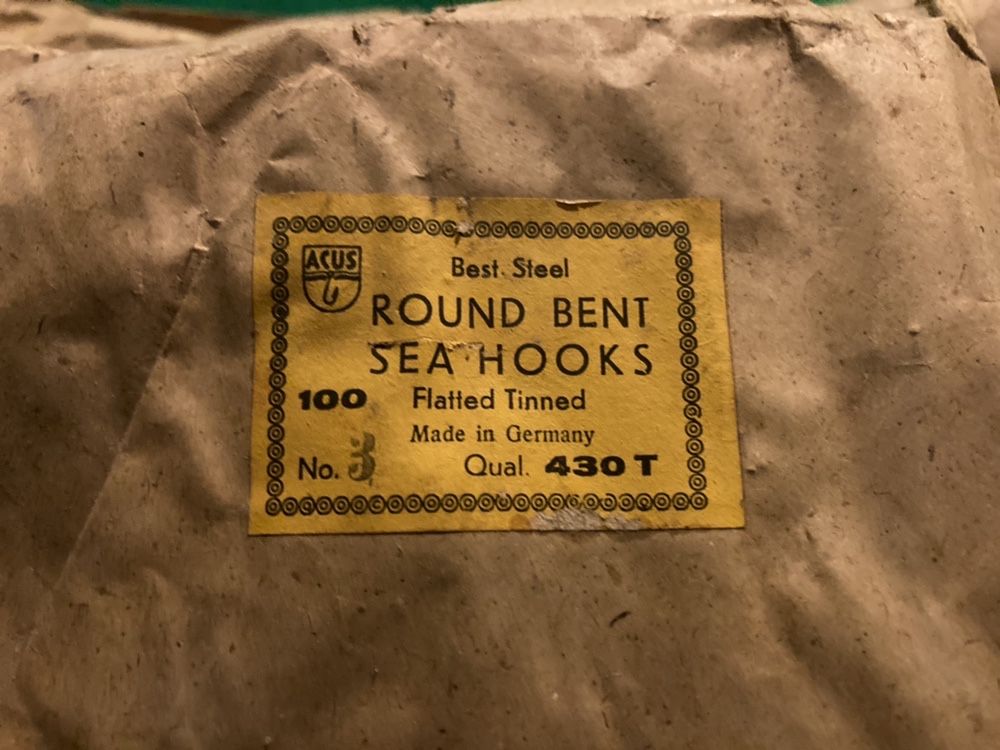 ACUS
Best. Steel
ROUND BENT
SEA HOOKS
100 Flatted Tinned
Made in Germany
No. 3 Qual. 430 T